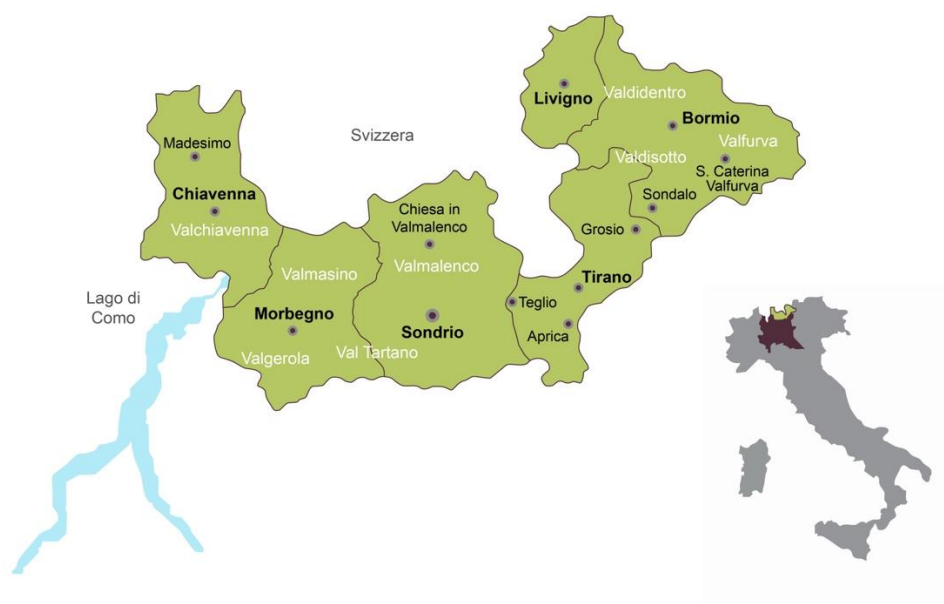 Livigno
Valdidentro
Bormio
Svizzera
Madesimo
Valfurva
Valdisotto
S. Caterina
Valfurva
Chiavenna
Sondalo
Chiesa in
Valmalenco
Valchiavenna
Grosio
Valmalenco
Valmasino
Tirano
Lago di
Como
Teglio
Morbegno
Sondrio
Aprica
Valgerola
Val Tartano